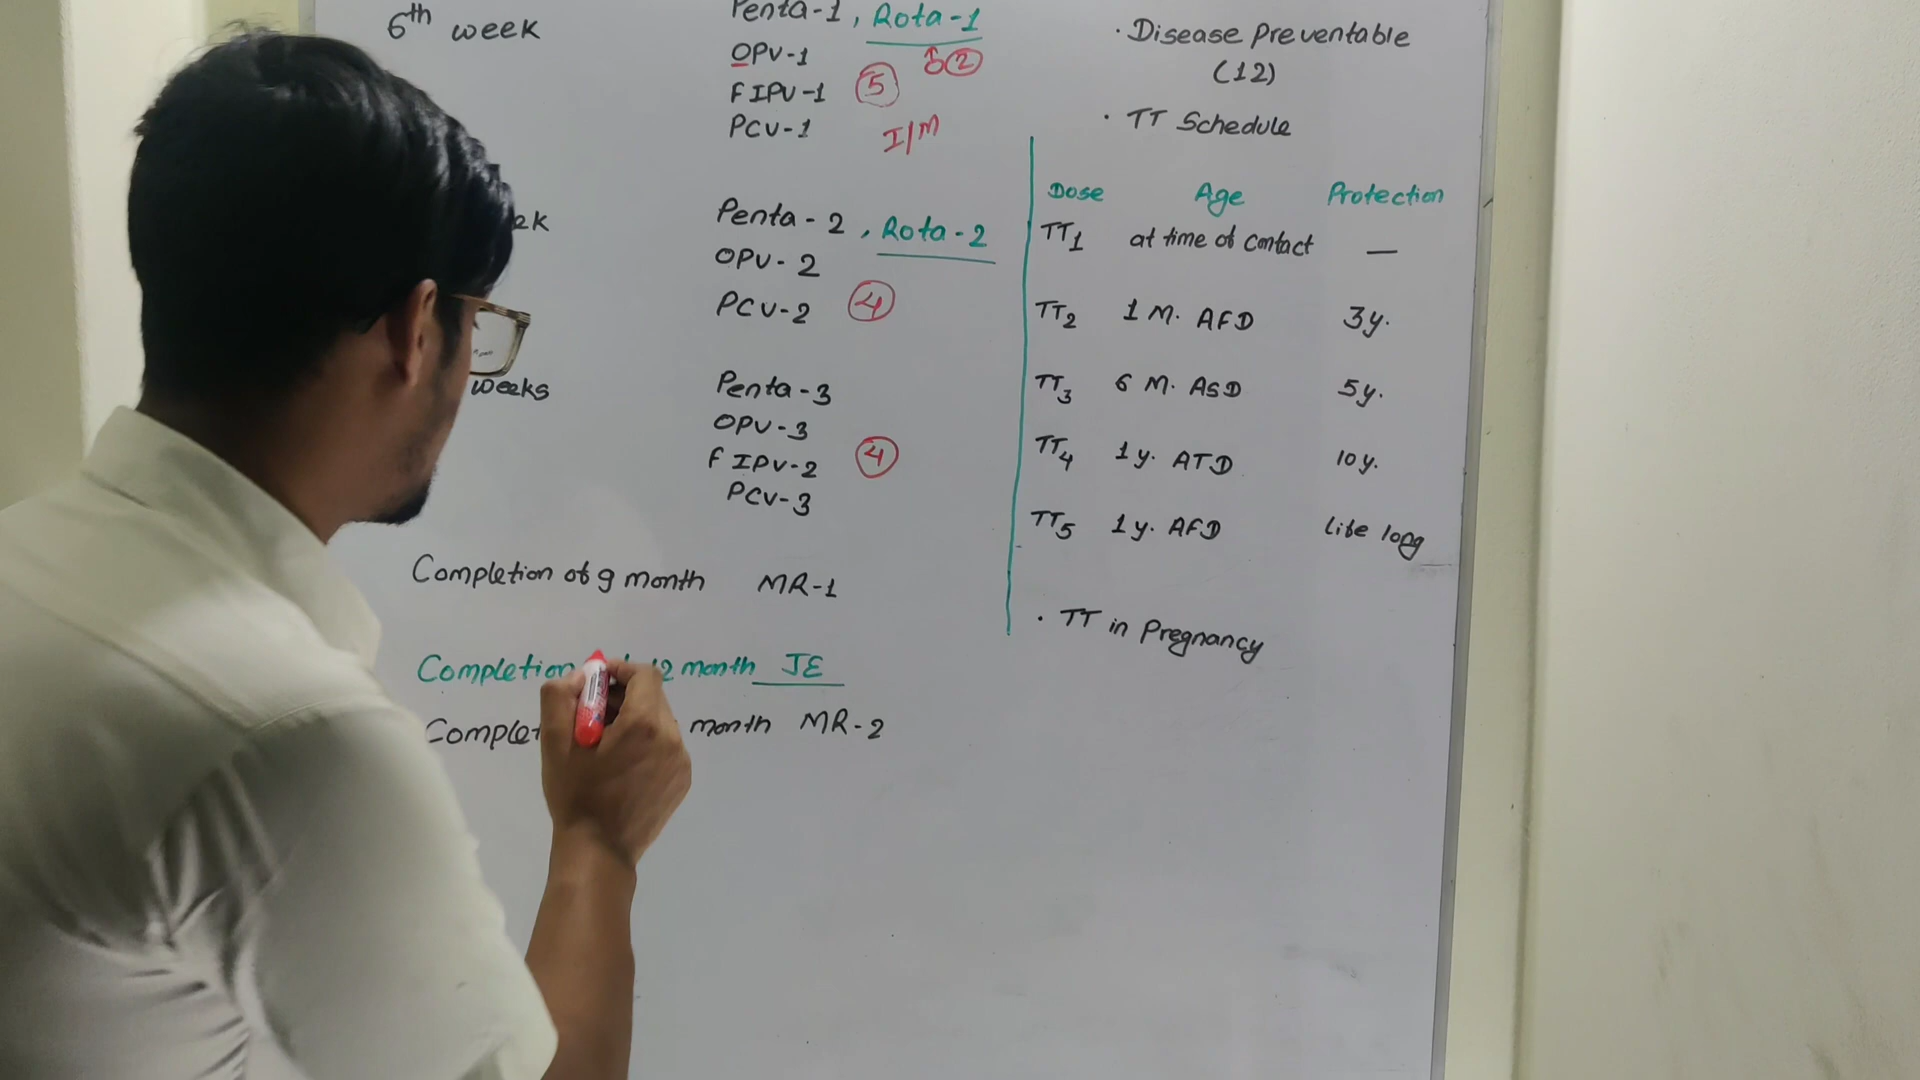 6th week
Penta-1, Rota-1
OPV-1
2
FIPV-1
5
PCV-1
I/M
Penta-2, Rota-2
OPV-2
PCV-2
4
weeks
Penta-3
OPV-3
F IPV-2
4
PCV-3
Completion of 9 month MR-1
Completion 12 month JE
month MR-2
· Disease Preventable
(12)
· TT Schedule
Dose Age Protection
TT1 at time of Contact —
TT2 1 M. AFD 3y.
TT3 6 M. ASD 5y.
TT4 1y. ATD 10y.
TT5 1y. AFD life long
· TT in Pregnancy